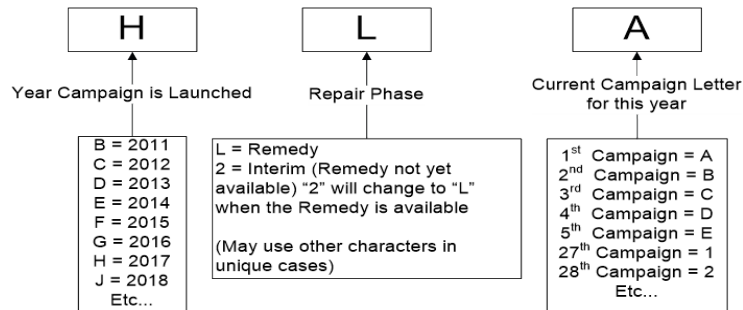 H
L
A
Year Campaign is Launched
Repair Phase
Current Campaign Letter
for this year
B = 2011
C = 2012
D = 2013
E = 2014
F = 2015
G = 2016
H = 2017
J = 2018
Etc...
L = Remedy
2 = Interim (Remedy not yet
available) “2” will change to “L”
when the Remedy is available
(May use other characters in
unique cases)
1st Campaign = A
2nd Campaign = B
3rd Campaign = C
4th Campaign = D
5th Campaign = E
27th Campaign = 1
28th Campaign = 2
Etc...